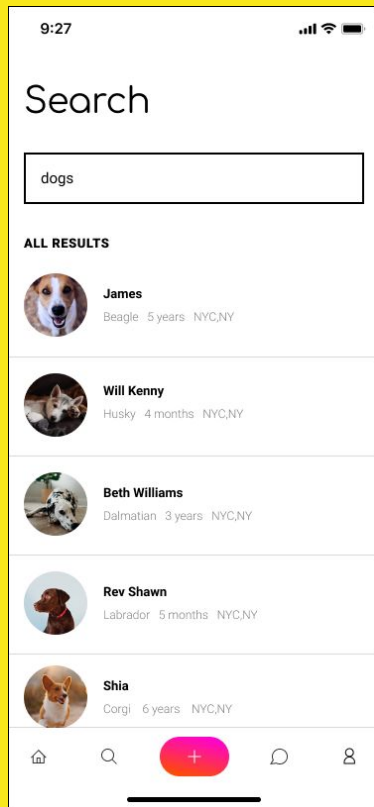 9:27
Search
dogs
ALL RESULTS
James
Beagle 5 years NYC,NY
Will Kenny
Husky 4 months NYC,NY
Beth Williams
Dalmatian 3 years NYC,NY
Rev Shawn
Labrador 5 months NYC,NY
Shia
Corgi 6 years NYC,NY